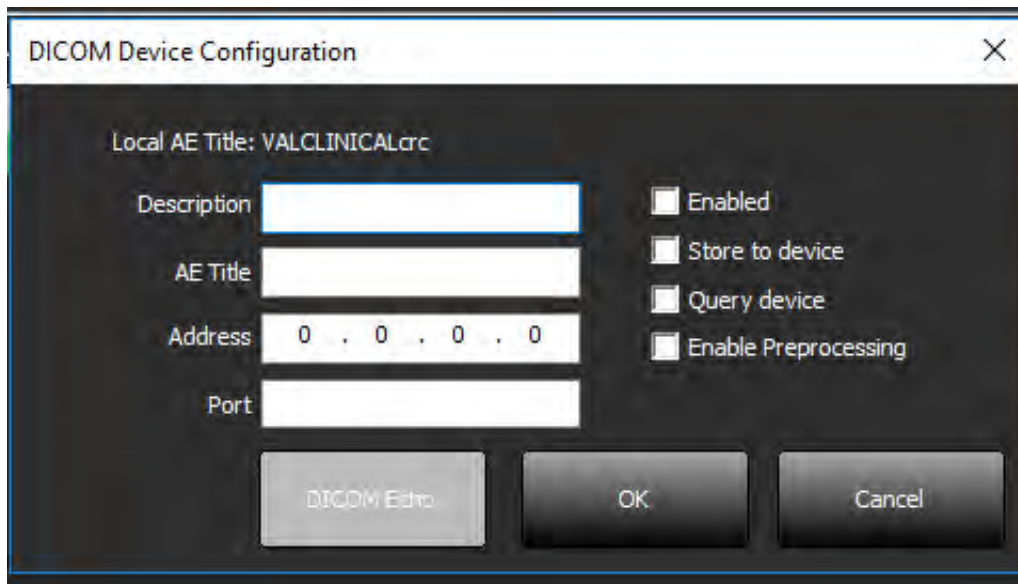 DICOM Device Configuration
Local AE Title: VALCLINICALcrc
Description
Enabled
Store to device
AE Title
Query device
Address 0 . 0 . 0 . 0
Enable Preprocessing
Port
DICOM Echo
OK
Cancel